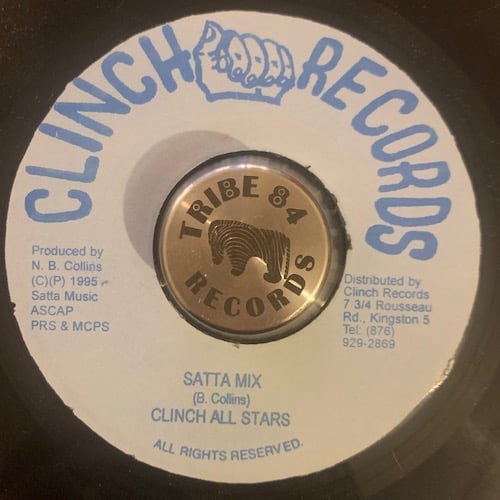 CLINCH RECORDS
TRIBE 84
RECORDS
Produced by
N. B. Collins
(C)(P) 1995
Satta Music
ASCAP
PRS & MCPS
Distributed by
Clinch Records
7 3/4 Rousseau
Rd., Kingston 5
Tel: (876)
929-2869
SATTA MIX
(B. Collins)
CLINCH ALL STARS
ALL RIGHTS RESERVED.